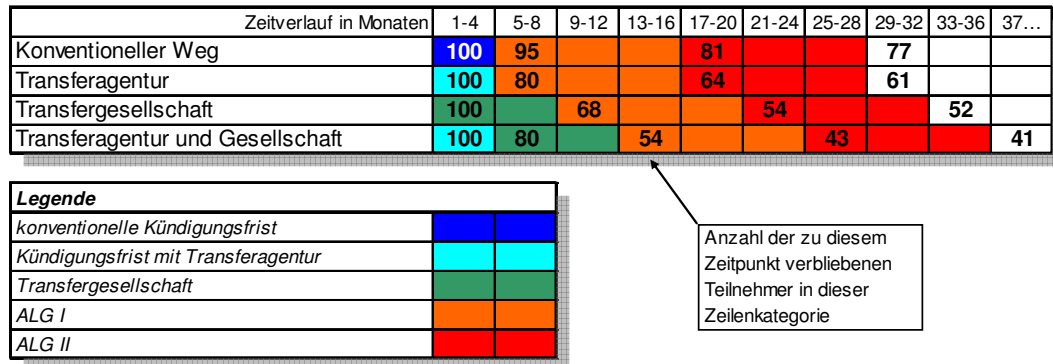 Zeitverlauf in Monaten 1-4 5-8 9-12 13-16 17-20 21-24 25-28 29-32 33-36 37...
Konventioneller Weg 100 95 81 77
Transferagentur 100 80 64 61
Transfergesellschaft 100 68 54 52
Transferagentur und Gesellschaft 100 80 54 43 41
Legende
konventionelle Kündigungsfrist
Kündigungsfrist mit Transferagentur
Transfergesellschaft
ALG I
ALG II
Anzahl der zu diesem
Zeitpunkt verbliebenen
Teilnehmer in dieser
Zeilenkategorie